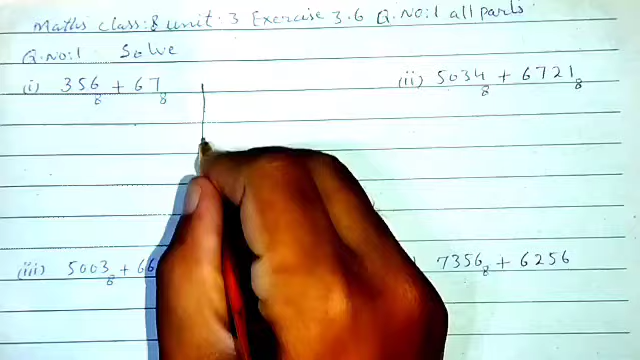 Maths class:8 unit.3 Exercise 3.6 Q.No:1 all parts.
Q.No:1 Solve
(i) 356₈ + 67₈ (ii) 5034₈ + 6721₈
(iii) 5003₈ + 66 ) 7356₈ + 6256